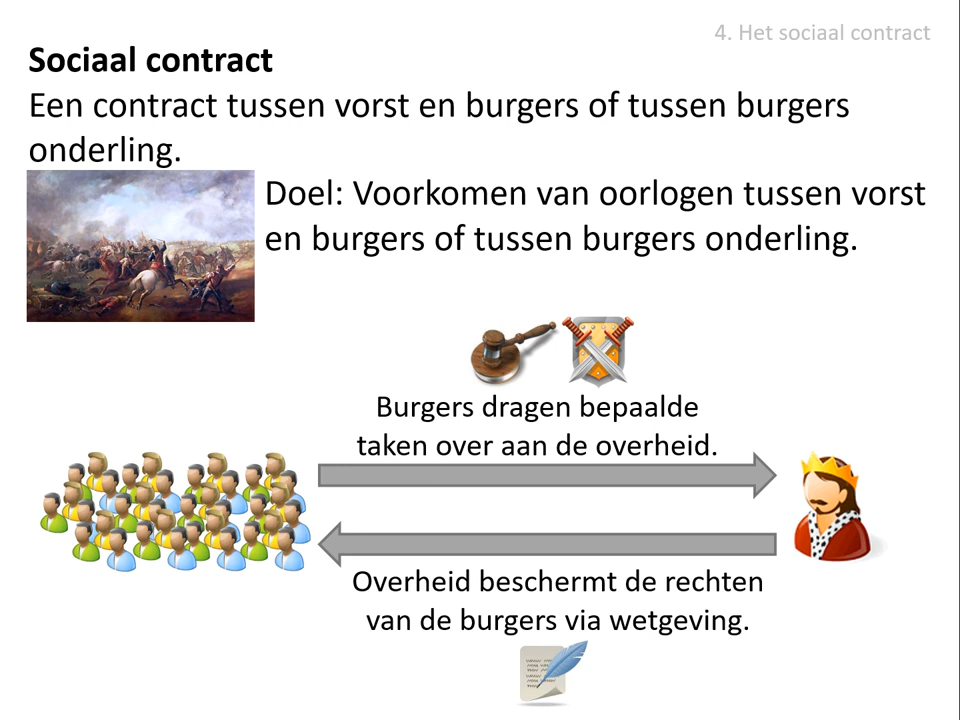 4. Het sociaal contract
Sociaal contract
Een contract tussen vorst en burgers of tussen burgers
onderling.
Doel: Voorkomen van oorlogen tussen vorst
en burgers of tussen burgers onderling.
Burgers dragen bepaalde
taken over aan de overheid.
Overheid beschermt de rechten
van de burgers via wetgeving.